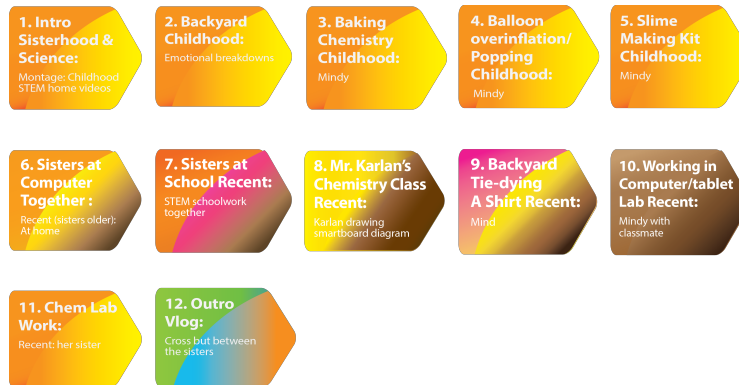 1. Intro
Sisterhood &
Science:
Montage: Childhood
STEM home videos
2. Backyard
Childhood:
Emotional breakdowns
3. Baking
Chemistry
Childhood:
Mindy
4. Balloon
overinflation/
Popping
Childhood:
Mindy
5. Slime
Making Kit
Childhood:
Mindy
6. Sisters at
Computer
Together :
Recent (sisters older):
At home
7. Sisters at
School Recent:
STEM schoolwork
together
8. Mr. Karlan's
Chemistry Class
Recent:
Karlan drawing
smartboard diagram
9. Backyard
Tie-dying
A Shirt Recent:
Mind
10. Working in
Computer/tablet
Lab Recent:
Mindy with
classmate
11. Chem Lab
Work:
Recent: her sister
12. Outro
Vlog:
Cross but between
the sisters